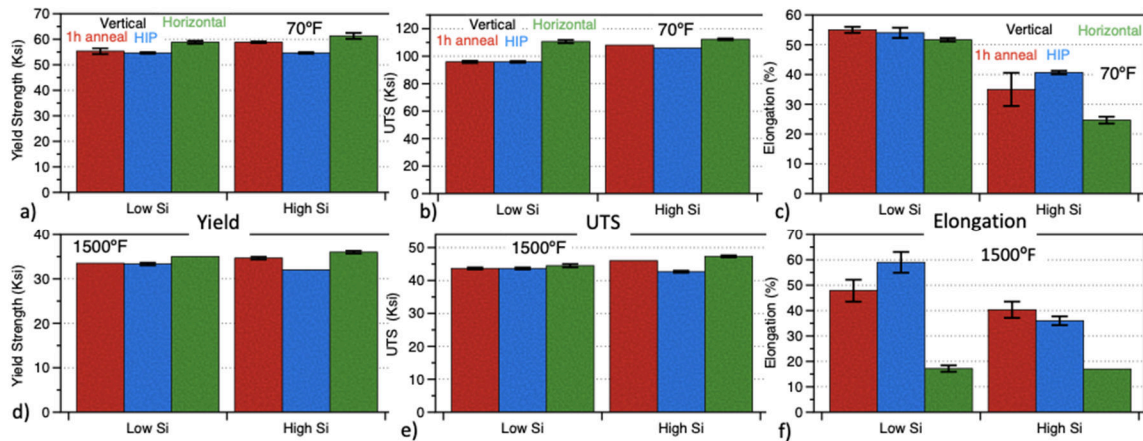 Vertical
1h anneal HIP Horizontal
70°F
Yield Strength (Ksi)
70
60
50
40
30
20
10
0
Low Si
High Si
a)
Vertical
1h anneal HIP Horizontal
70°F
UTS (Ksi)
120
100
80
60
40
20
0
Low Si
High Si
b)
Vertical
Horizontal
1h anneal HIP
70°F
Elongation (%)
60
50
40
30
20
10
0
Low Si
High Si
c)
Yield
UTS
Elongation
1500°F
Yield Strength (Ksi)
40
30
20
10
0
Low Si
High Si
d)
1500°F
UTS (Ksi)
50
40
30
20
10
0
Low Si
High Si
e)
1500°F
Elongation (%)
70
60
50
40
30
20
10
0
Low Si
High Si
f)